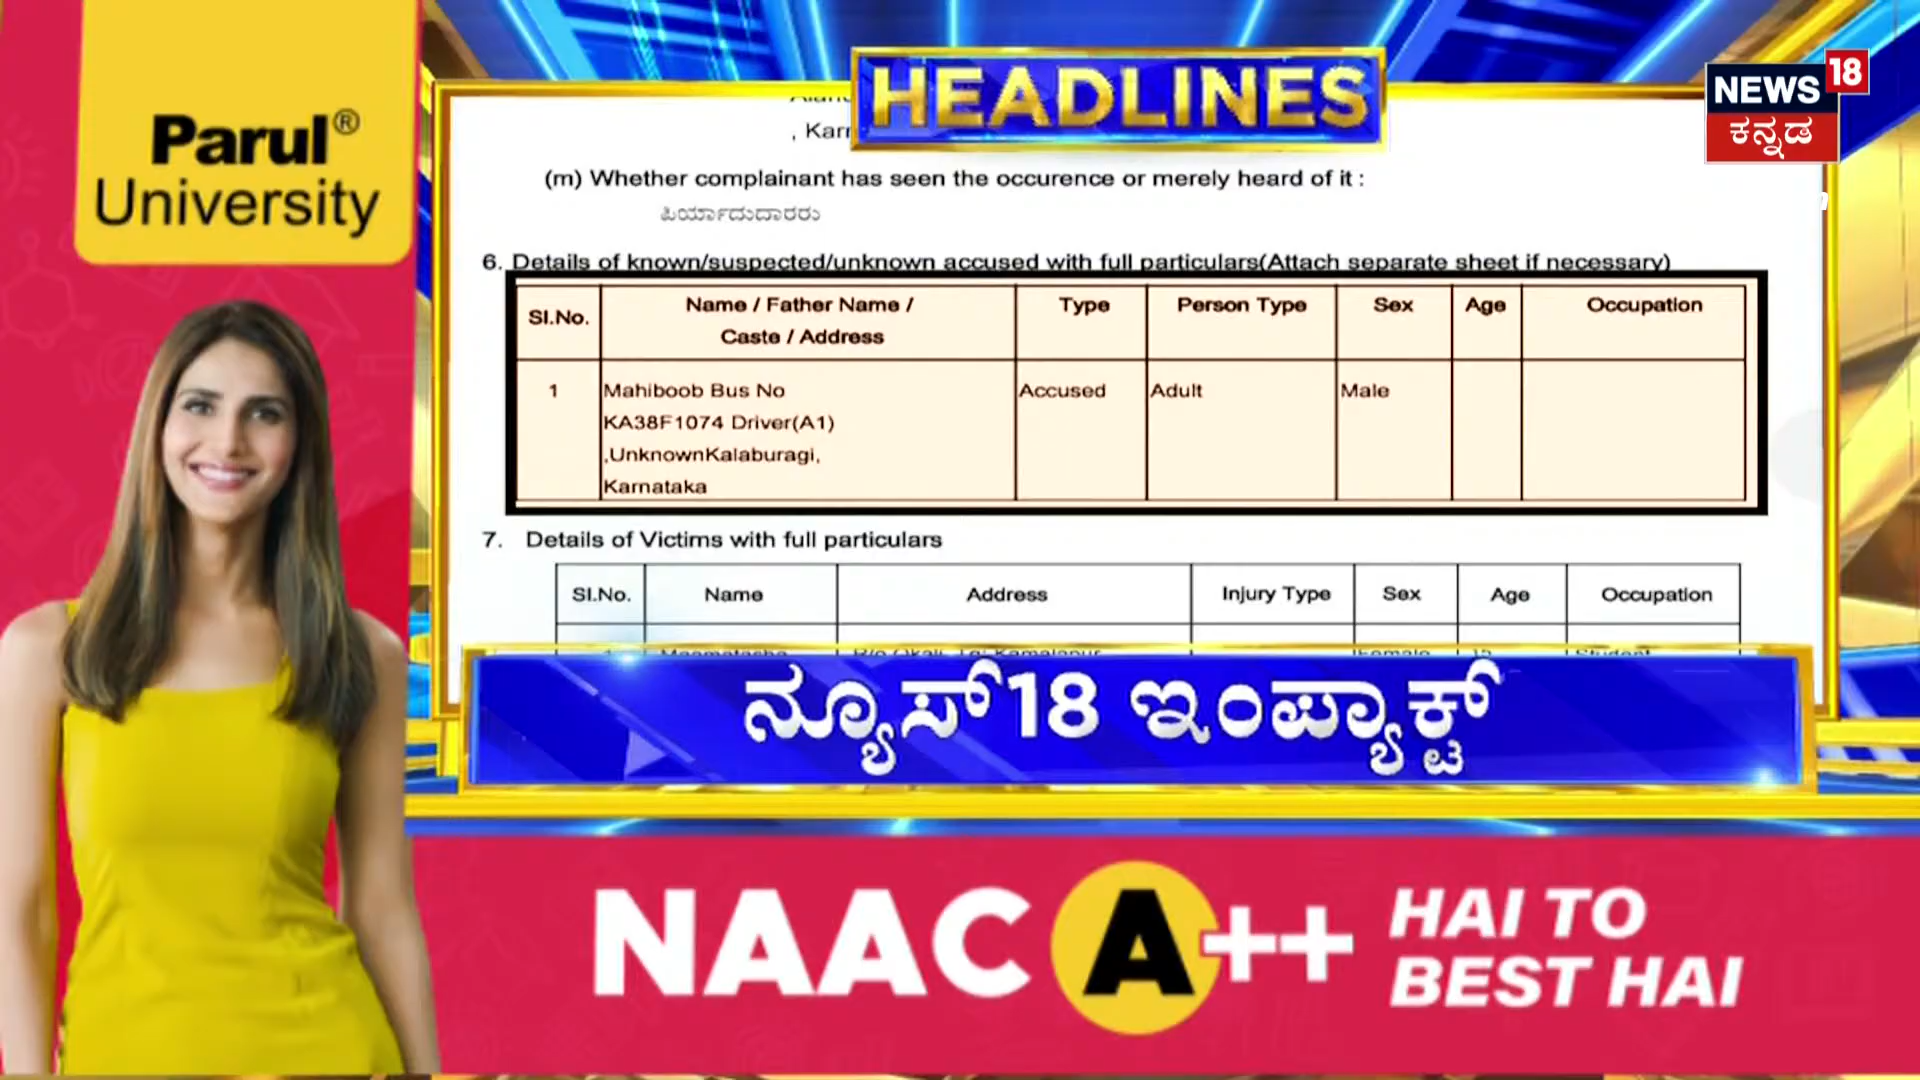 Parul®
University
HEADLINES
NEWS 18
ಕನ್ನಡ
, Karn
(m) Whether complainant has seen the occurence or merely heard of it :
ಪಿರ್ಯಾದುದಾರರು
6. Details of known/suspected/unknown accused with full particulars(Attach separate sheet if necessary)
Sl.No. Name / Father Name / Caste / Address Type Person Type Sex Age Occupation
1 Mahiboob Bus No Accused Adult Male
KA38F1074 Driver(A1)
,UnknownKalaburagi,
Karnataka
7. Details of Victims with full particulars
Sl.No. Name Address Injury Type Sex Age Occupation
ನ್ಯೂಸ್18 ಇಂಪ್ಯಾಕ್ಟ್
NAAC A++
HAI TO
BEST HAI